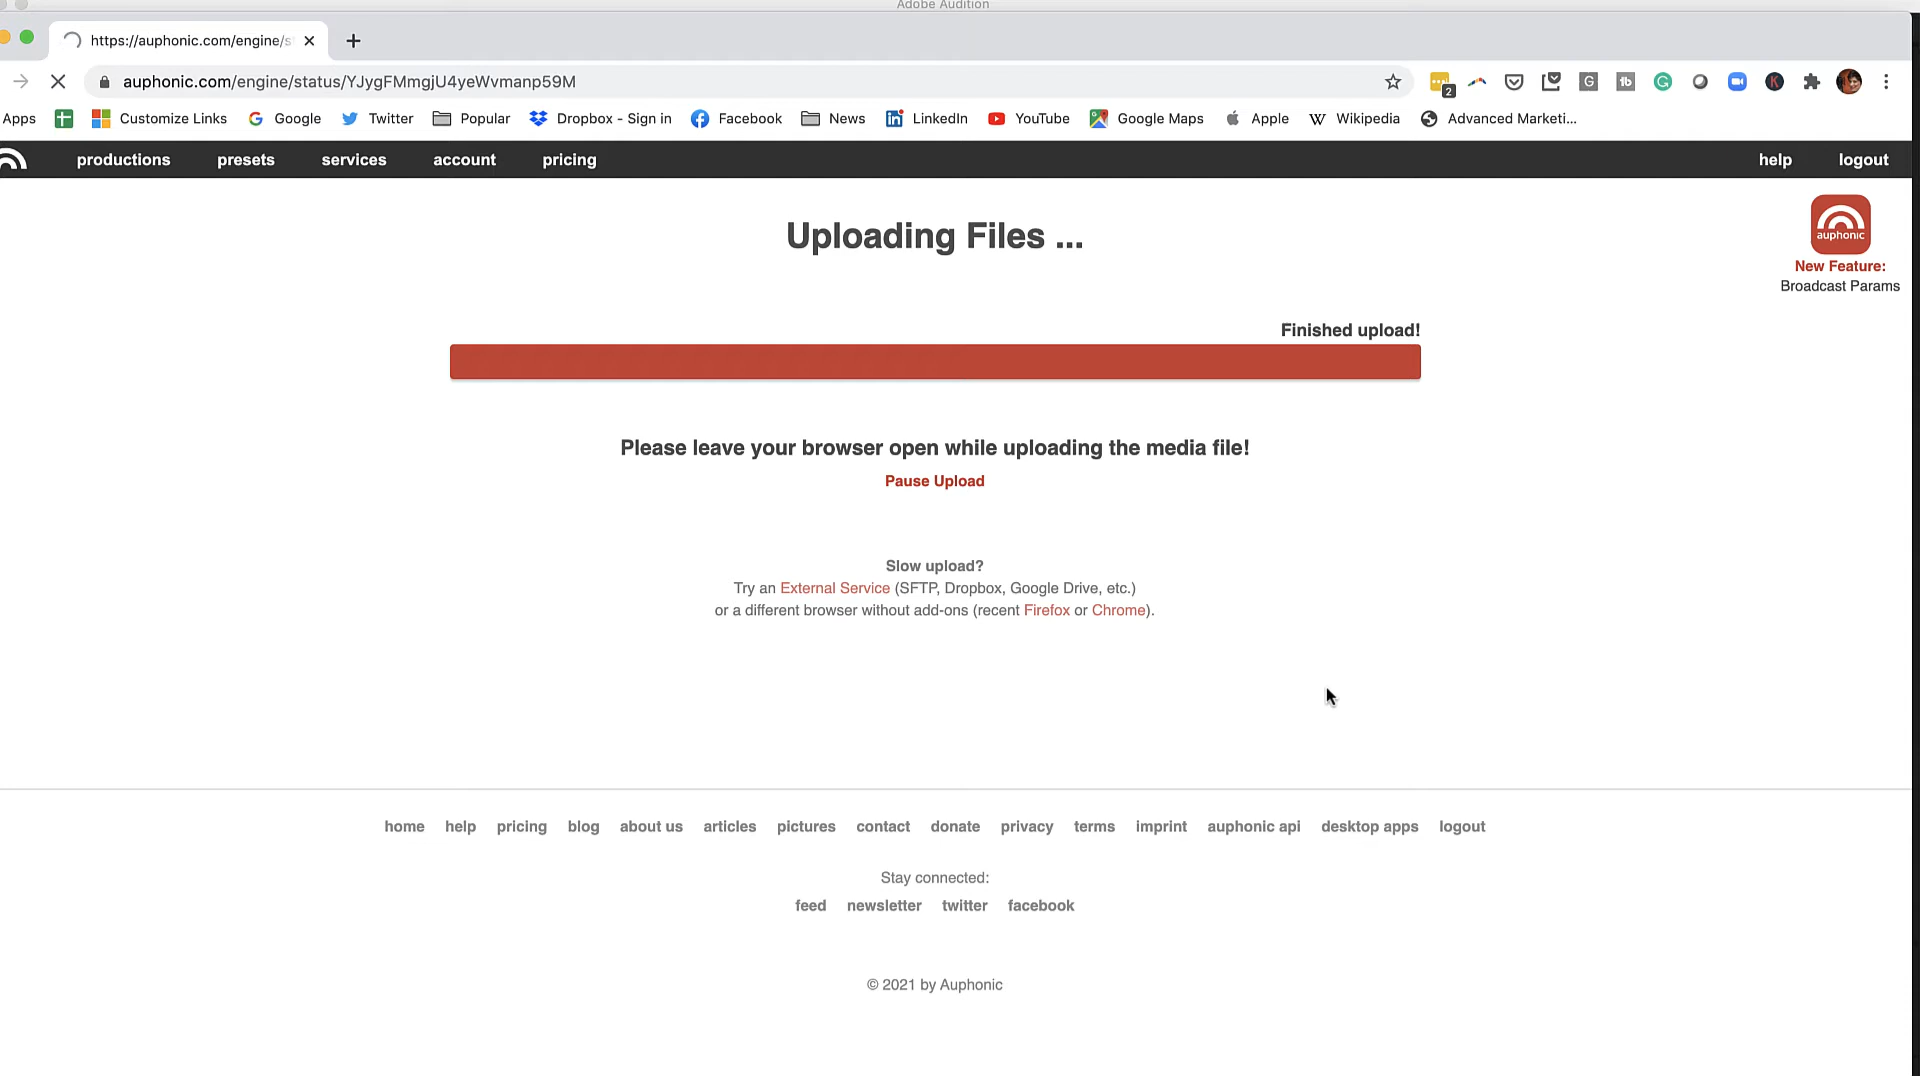 Adobe Audition
https://auphonic.com/engine/s
auphonic.com/engine/status/YJygFMmgjU4yeWvmanp59M
2
Apps Customize Links Google Twitter Popular Dropbox - Sign in Facebook News LinkedIn YouTube Google Maps Apple Wikipedia Advanced Marketi...
productions presets services account pricing help logout
Uploading Files ...
auphonic
New Feature:
Broadcast Params
Finished upload!
Please leave your browser open while uploading the media file!
Pause Upload
Slow upload?
Try an External Service (SFTP, Dropbox, Google Drive, etc.)
or a different browser without add-ons (recent Firefox or Chrome).
home help pricing blog about us articles pictures contact donate privacy terms imprint auphonic api desktop apps logout
Stay connected:
feed newsletter twitter facebook
© 2021 by Auphonic